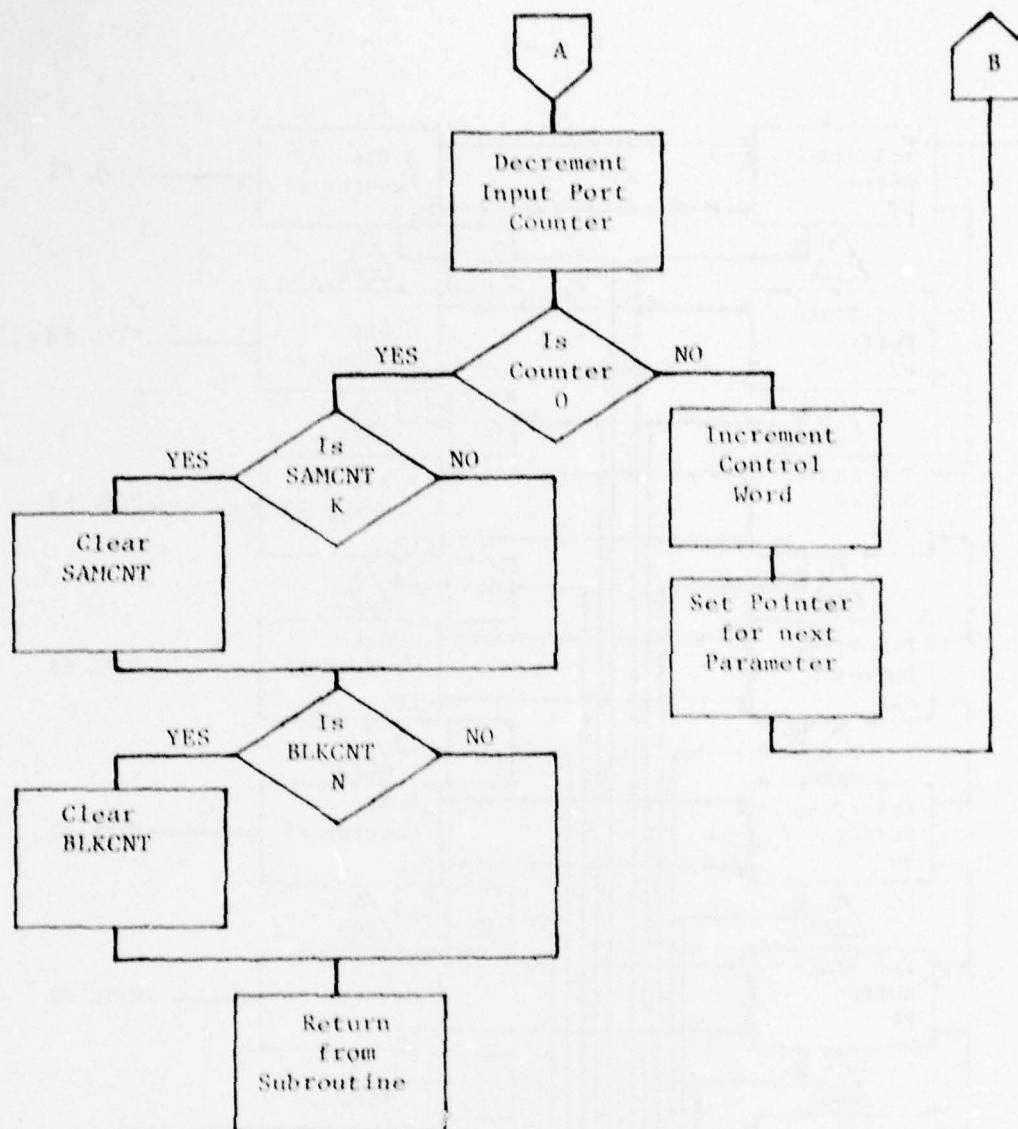 A
B
Decrement
Input Port
Counter
Is
Counter
0
YES
NO
Is
SAMCNT
K
YES
NO
Increment
Control
Word
Clear
SAMCNT
Set Pointer
for next
Parameter
Is
BLKCNT
N
YES
NO
Clear
BLKCNT
Return
from
Subroutine